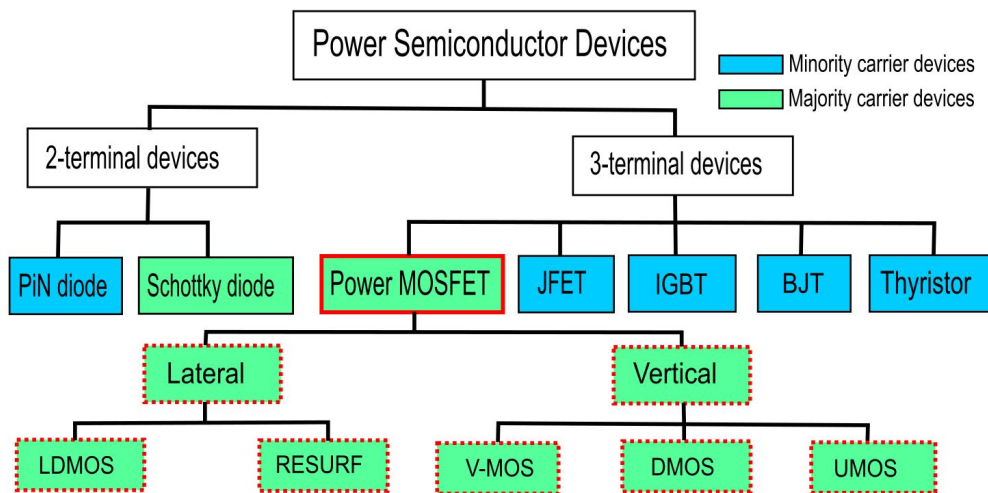 Power Semiconductor Devices
Minority carrier devices
Majority carrier devices
2-terminal devices
3-terminal devices
PiN diode
Schottky diode
Power MOSFET
JFET
IGBT
BJT
Thyristor
Lateral
Vertical
LDMOS
RESURF
V-MOS
DMOS
UMOS